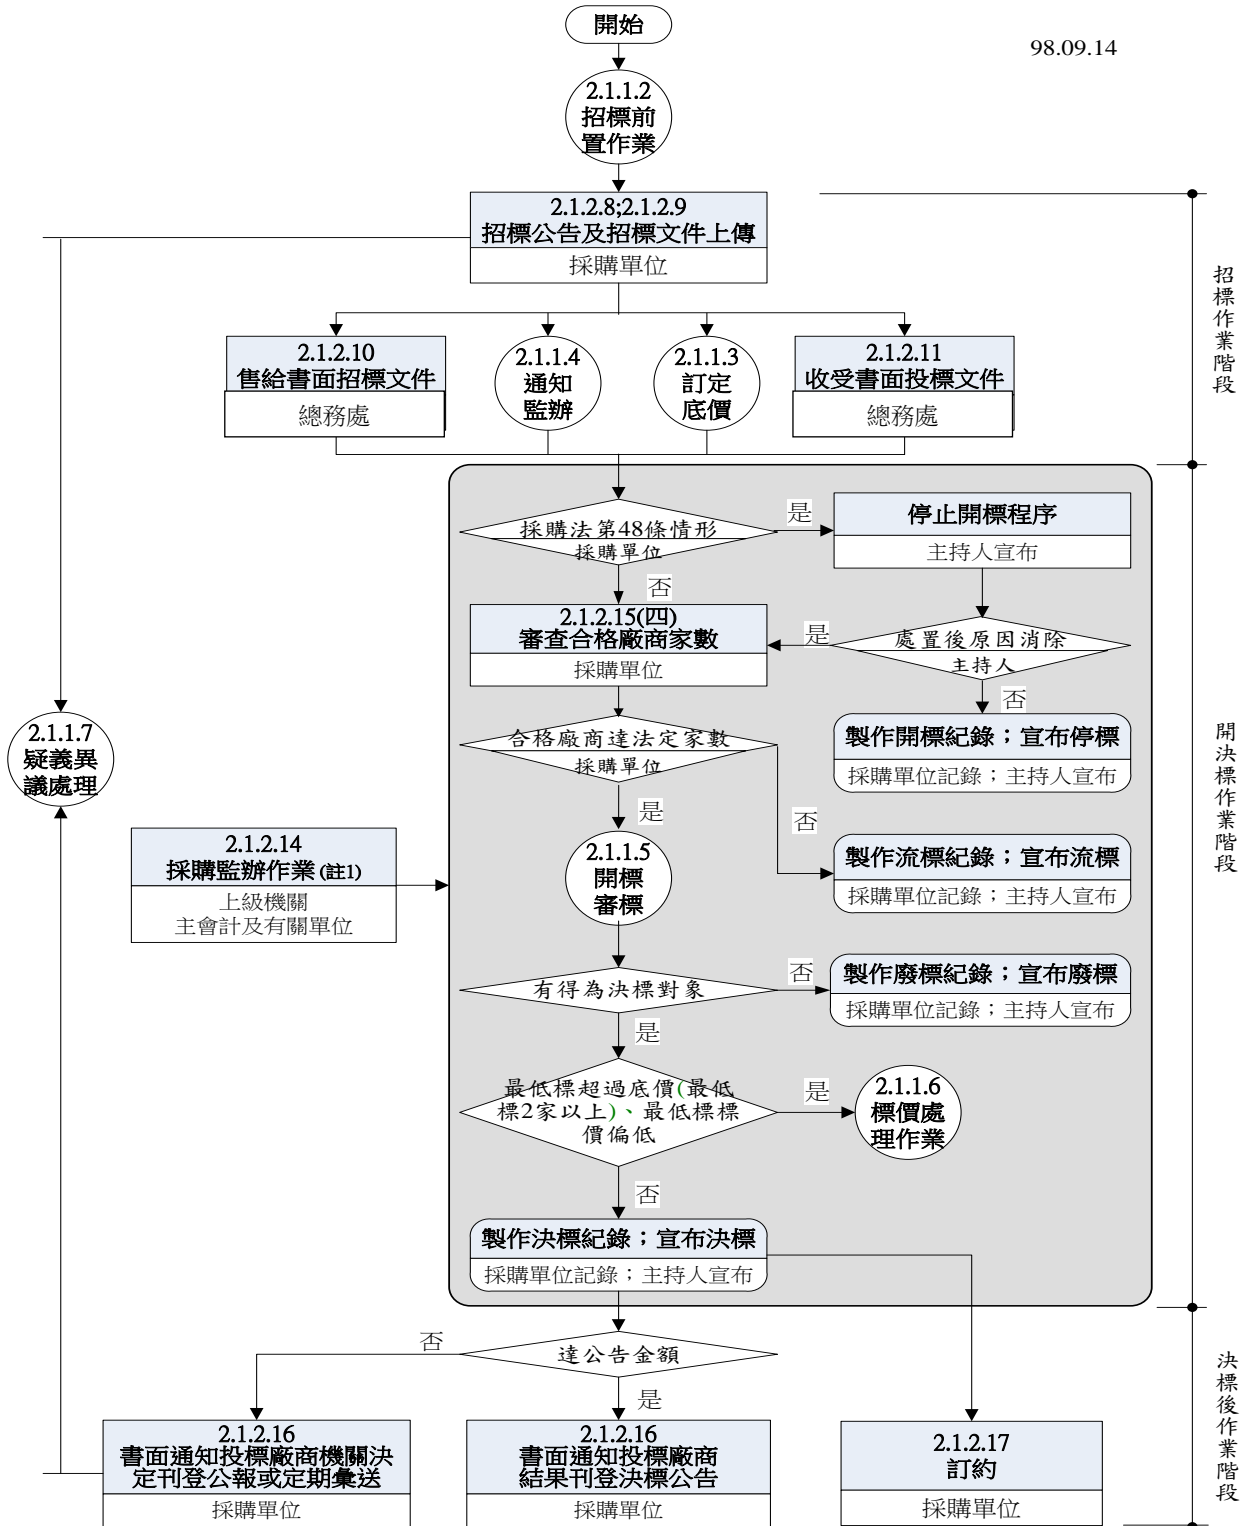 開始
98.09.14
2.1.1.2
招標前
置作業
2.1.2.8;2.1.2.9
招標公告及招標文件上傳
採購單位
招標作業階段
2.1.2.10
售給書面招標文件
總務處
2.1.1.4
通知
監辦
2.1.1.3
訂定
底價
2.1.2.11
收受書面投標文件
總務處
採購法第48條情形
採購單位
是
停止開標程序
主持人宣布
否
2.1.2.15(四)
審查合格廠商家數
採購單位
是
處置後原因消除
主持人
否
2.1.1.7
疑義異
議處理
合格廠商達法定家數
採購單位
製作開標紀錄；宣布停標
採購單位記錄；主持人宣布
開決標作業階段
是
否
2.1.2.14
採購監辦作業(註1)
上級機關
主會計及有關單位
2.1.1.5
開標
審標
製作流標紀錄；宣布流標
採購單位記錄；主持人宣布
有得為決標對象
否
製作廢標紀錄；宣布廢標
採購單位記錄；主持人宣布
是
最低標超過底價(最低
標2家以上)、最低標標
價偏低
是
2.1.1.6
標價處
理作業
否
製作決標紀錄；宣布決標
採購單位記錄；主持人宣布
達公告金額
否
是
決標後作業階段
2.1.2.16
書面通知投標廠商機關決
定刊登公報或定期彙送
採購單位
2.1.2.16
書面通知投標廠商
結果刊登決標公告
採購單位
2.1.2.17
訂約
採購單位